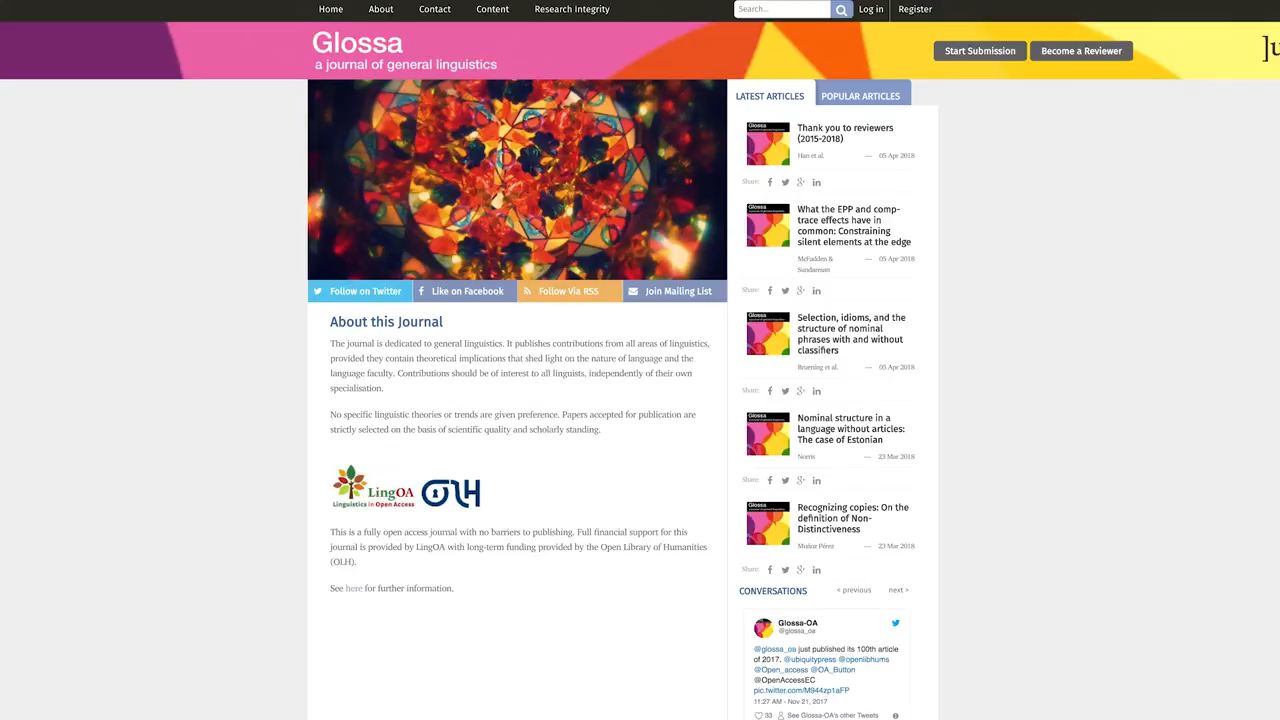 Home About Contact Content Research Integrity Search... Log in Register
Glossa
a journal of general linguistics
Start Submission Become a Reviewer
Follow on Twitter Like on Facebook Follow Via RSS Join Mailing List
About this Journal
The journal is dedicated to general linguistics. It publishes contributions from all areas of linguistics,
provided they contain theoretical implications that shed light on the nature of language and the
language faculty. Contributions should be of interest to all linguists, independently of their own
specialisation.
No specific linguistic theories or trends are given preference. Papers accepted for publication are
strictly selected on the basis of scientific quality and scholarly standing.
LingOA
Linguistics in Open Access
OLH
This is a fully open access journal with no barriers to publishing. Full financial support for this
journal is provided by LingOA with long-term funding provided by the Open Library of Humanities
(OLH).
See here for further information.
LATEST ARTICLES POPULAR ARTICLES
Glossa
Thank you to reviewers
(2015-2018)
Han et al. — 05 Apr 2018
Share:
Glossa
What the EPP and comp-
trace effects have in
common: Constraining
silent elements at the edge
McFadden & — 05 Apr 2018
Sundaresan
Share:
Glossa
Selection, idioms, and the
structure of nominal
phrases with and without
classifiers
Bruening et al. — 05 Apr 2018
Share:
Glossa
Nominal structure in a
language without articles:
The case of Estonian
Norris — 23 Mar 2018
Share:
Glossa
Recognizing copies: On the
definition of Non-
Distinctiveness
Muñoz Pérez — 23 Mar 2018
Share:
CONVERSATIONS < previous next >
Glossa-OA
@glossa_oa
@glossa_oa just published its 100th article
of 2017. @ubiquitypress @openlibhums
@Open_access @OA_Button
@OpenAccessEC
pic.twitter.com/M944zp1aFP
11:27 AM - Nov 21, 2017
33 See Glossa-OA's other Tweets